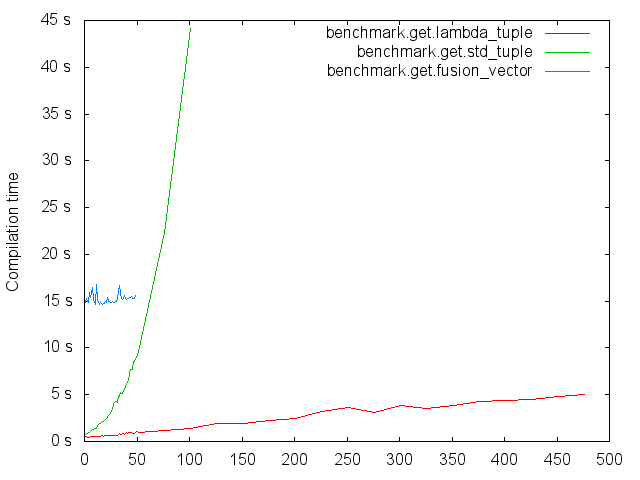 45 s
40 s
35 s
30 s
25 s
20 s
15 s
10 s
5 s
0 s
Compilation time
benchmark.get.lambda_tuple
benchmark.get.std_tuple
benchmark.get.fusion_vector
0 50 100 150 200 250 300 350 400 450 500